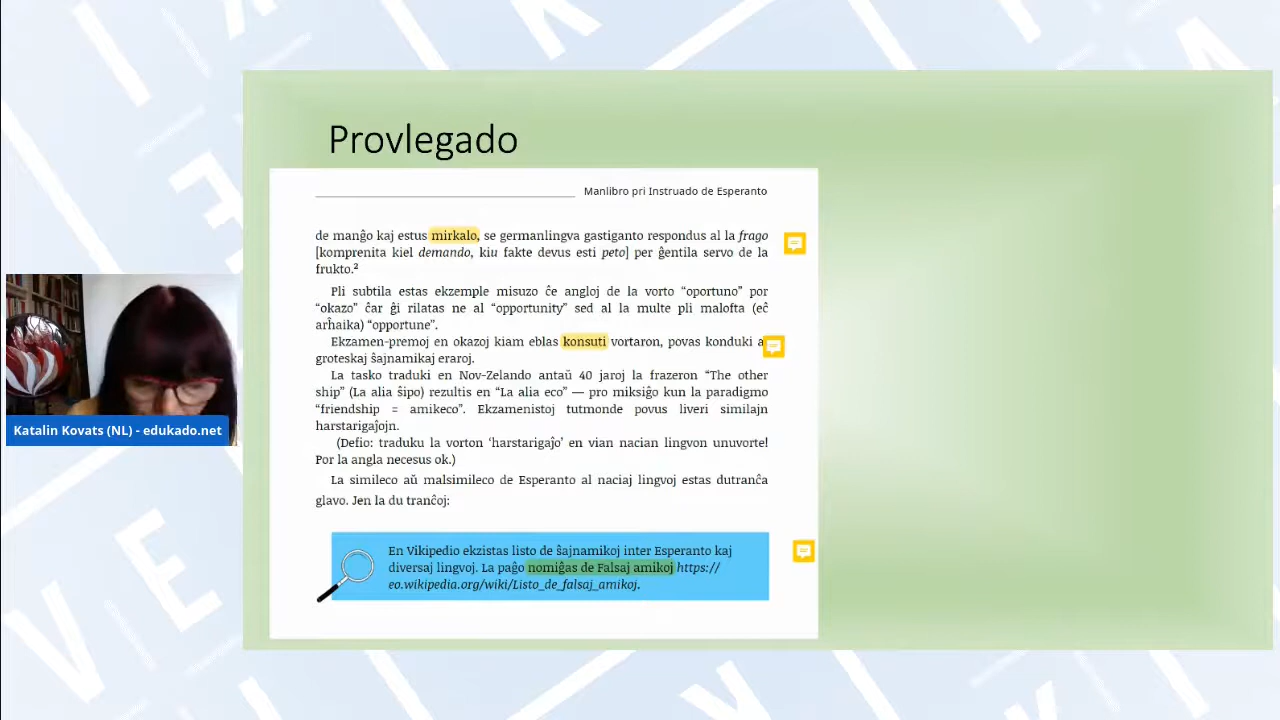 Provlegado
Manlibro pri Instruado de Esperanto
de manĝo kaj estus mirkalo, se germanlingva gastiganto respondus al la frago
[komprenita kiel demando, kiu fakte devus esti peto] per ĝentila servo de la
frukto.²
Pli subtila estas ekzemple misuzo ĉe angloj de la vorto “oportuno” por
“okazo” ĉar ĝi rilatas ne al “opportunity” sed al la multe pli malofta (eĉ
arĥaika) “opportune”.
Ekzamen-premoj en okazoj kiam eblas konsuti vortaron, povas konduki
groteskaj ŝajnamikaj eraroj.
La tasko traduki en Nov-Zelando antaŭ 40 jaroj la frazeron “The other
ship” (La alia ŝipo) rezultis en “La alia eco” — pro miksiĝo kun la paradigmo
“friendship = amikeco”. Ekzamenistoj tutmonde povus liveri similajn
harstarigaĵojn.
(Defio: traduku la vorton ‘harstarigaĵo’ en vian nacian lingvon unuvorte!
Por la angla necesus ok.)
La simileco aŭ malsimileco de Esperanto al naciaj lingvoj estas dutranĉa
glavo. Jen la du tranĉoj:
En Vikipedio ekzistas listo de ŝajnamikoj inter Esperanto kaj
diversaj lingvoj. La paĝo nomiĝas de Falsaj amikoj https://
eo.wikipedia.org/wiki/Listo_de_falsaj_amikoj.
Katalin Kovats (NL) - edukado.net